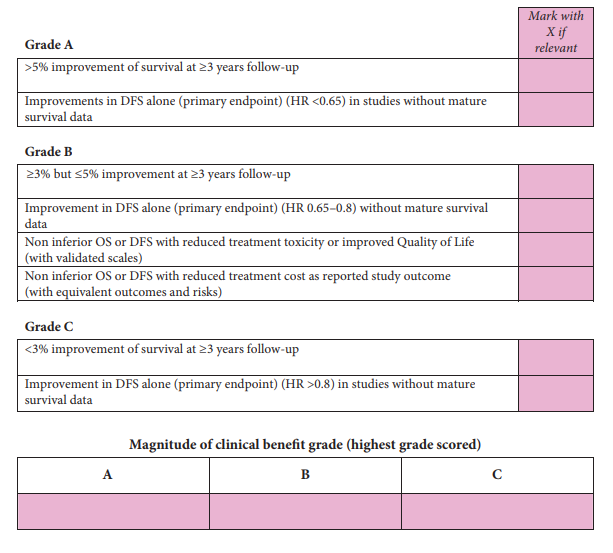 Mark with
X if
relevant
Grade A
>5% improvement of survival at ≥3 years follow-up
Improvements in DFS alone (primary endpoint) (HR <0.65) in studies without mature
survival data
Grade B
≥3% but ≤5% improvement at ≥3 years follow-up
Improvement in DFS alone (primary endpoint) (HR 0.65–0.8) without mature survival
data
Non inferior OS or DFS with reduced treatment toxicity or improved Quality of Life
(with validated scales)
Non inferior OS or DFS with reduced treatment cost as reported study outcome
(with equivalent outcomes and risks)
Grade C
<3% improvement of survival at ≥3 years follow-up
Improvement in DFS alone (primary endpoint) (HR >0.8) in studies without mature
survival data
Magnitude of clinical benefit grade (highest grade scored)
A B C